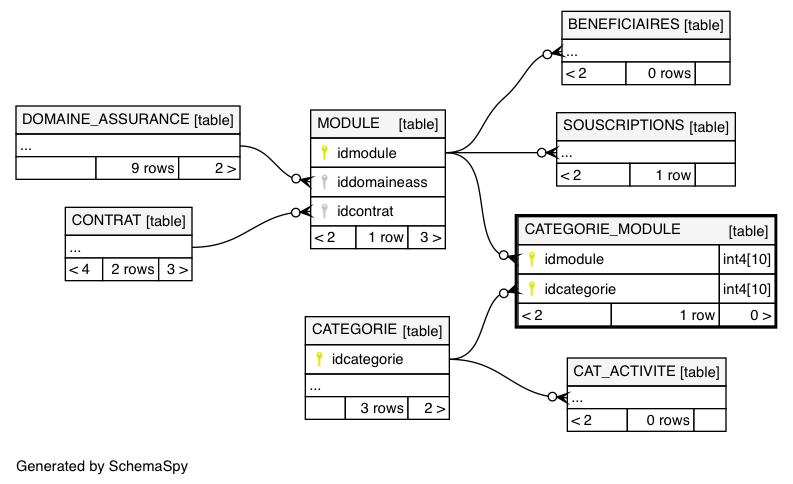 BENEFICIAIRES [table]
...
< 2 0 rows
DOMAINE_ASSURANCE [table]
...
9 rows 2 >
MODULE [table]
idmodule
iddomaineass
idcontrat
< 2 1 row 3 >
SOUSCRIPTIONS [table]
...
< 2 1 row
CONTRAT [table]
...
< 4 2 rows 3 >
CATEGORIE_MODULE [table]
idmodule int4[10]
idcategorie int4[10]
< 2 1 row 0 >
CATEGORIE [table]
idcategorie
...
3 rows 2 >
CAT_ACTIVITE [table]
...
< 2 0 rows
Generated by SchemaSpy